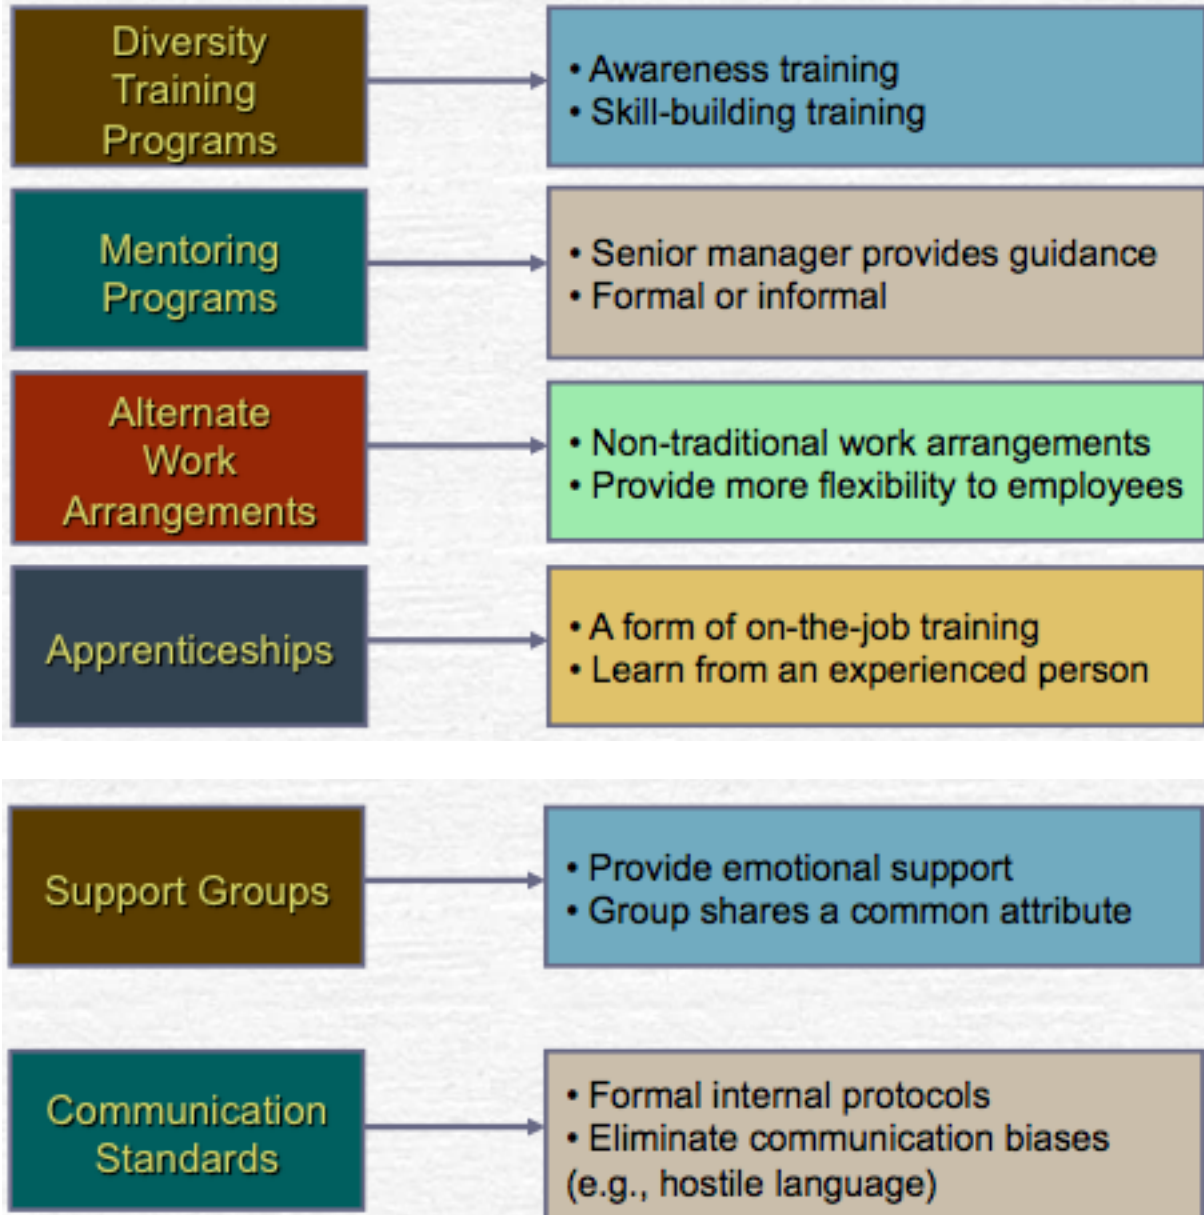 Diversity
Training
Programs
• Awareness training
• Skill-building training
Mentoring
Programs
• Senior manager provides guidance
• Formal or informal
Alternate
Work
Arrangements
• Non-traditional work arrangements
• Provide more flexibility to employees
Apprenticeships
• A form of on-the-job training
• Learn from an experienced person
Support Groups
• Provide emotional support
• Group shares a common attribute
Communication
Standards
• Formal internal protocols
• Eliminate communication biases
(e.g., hostile language)